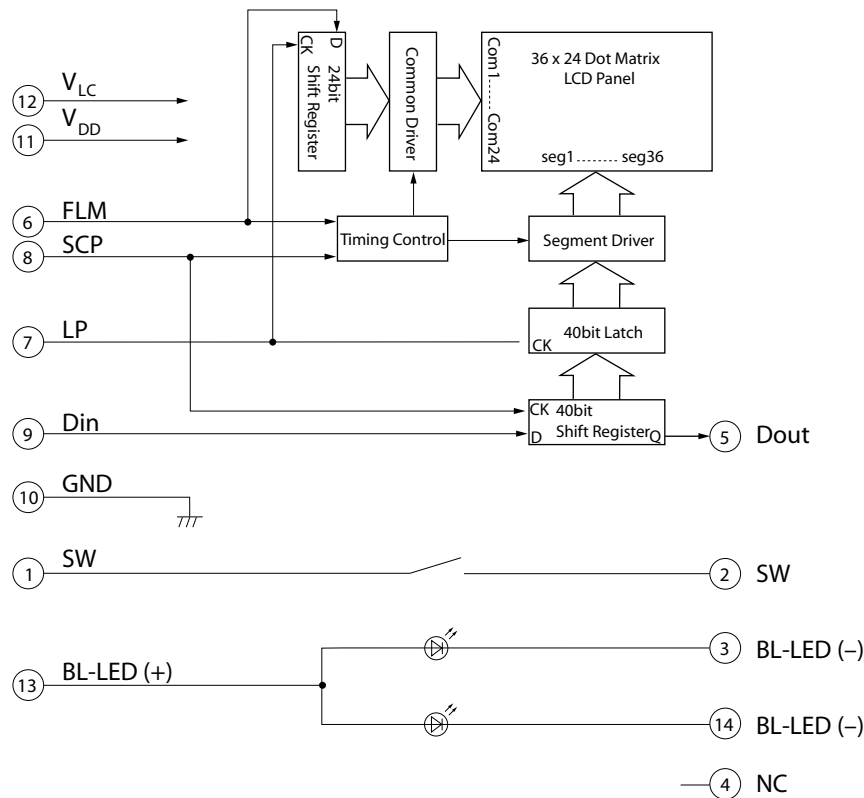 D
CK
24bit
Shift Register
Common Driver
Com1........Com24
36 x 24 Dot Matrix
LCD Panel
seg1 ......... seg36
12 VLC
11 VDD
6 FLM
Timing Control
Segment Driver
8 SCP
7 LP
40bit Latch
CK
9 Din
CK 40bit
Shift Register
D
Q
5 Dout
10 GND
1 SW
2 SW
3 BL-LED (–)
13 BL-LED (+)
14 BL-LED (–)
4 NC